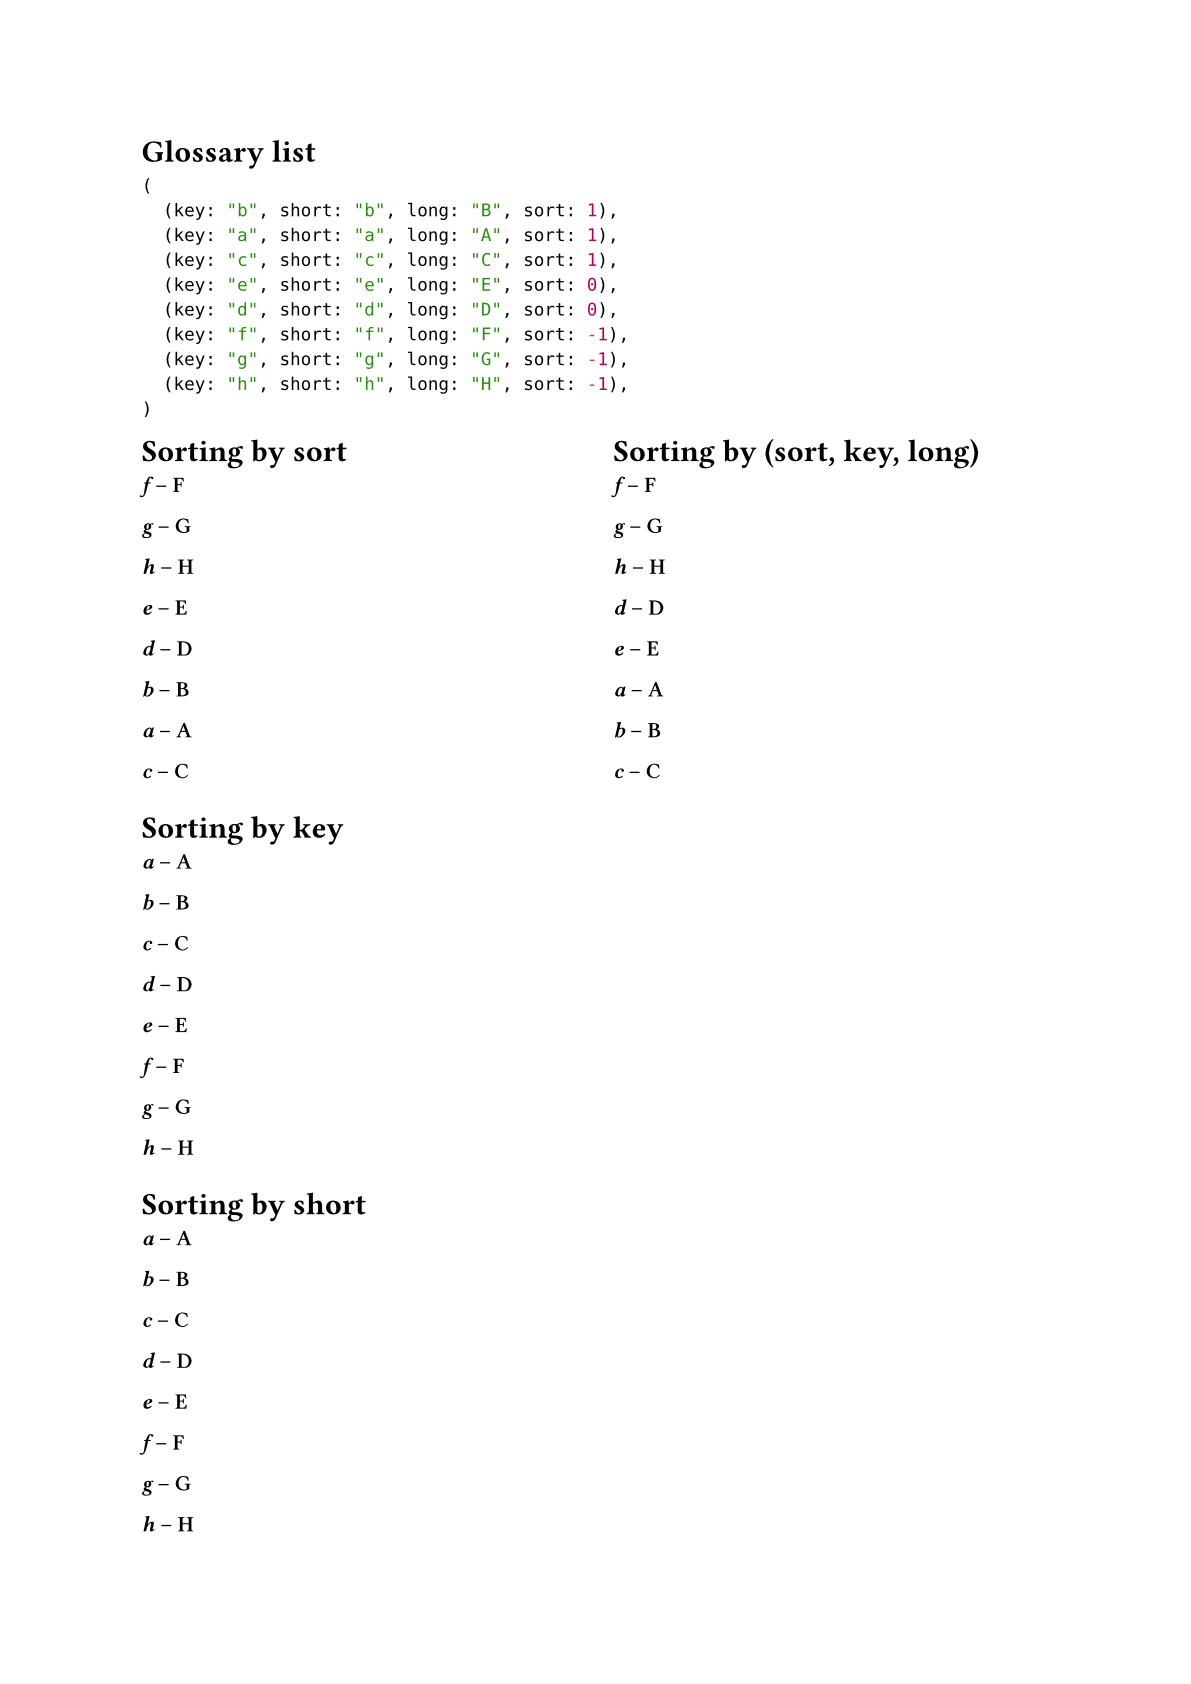 Glossary list
(
  (key: "b", short: "b", long: "B", sort: 1),
  (key: "a", short: "a", long: "A", sort: 1),
  (key: "c", short: "c", long: "C", sort: 1),
  (key: "e", short: "e", long: "E", sort: 0),
  (key: "d", short: "d", long: "D", sort: 0),
  (key: "f", short: "f", long: "F", sort: -1),
  (key: "g", short: "g", long: "G", sort: -1),
  (key: "h", short: "h", long: "H", sort: -1),
)
Sorting by sort
f – F
g – G
h – H
e – E
d – D
b – B
a – A
c – C
Sorting by key
a – A
b – B
c – C
d – D
e – E
f – F
g – G
h – H
Sorting by short
a – A
b – B
c – C
d – D
e – E
f – F
g – G
h – H
Sorting by (sort, key, long)
f – F
g – G
h – H
d – D
e – E
a – A
b – B
c – C